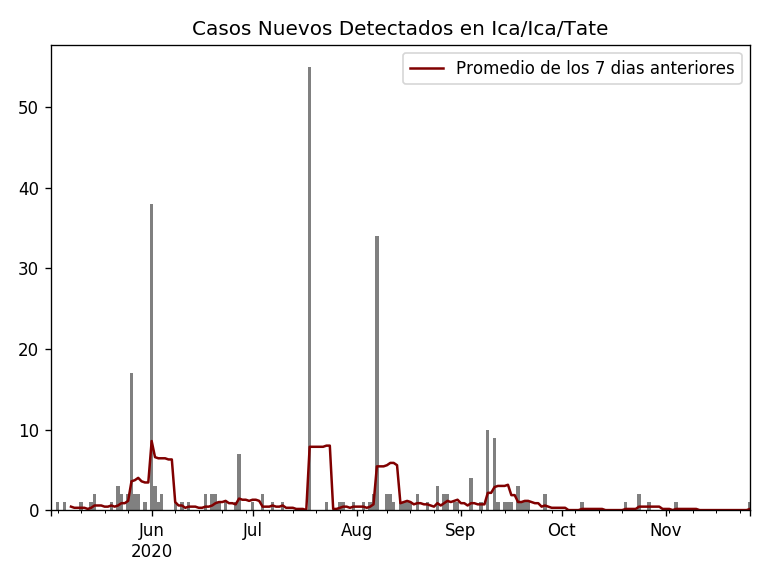 Casos Nuevos Detectados en Ica/Ica/Tate
Promedio de los 7 dias anteriores
50
40
30
20
10
0
Jun Jul Aug Sep Oct Nov
2020